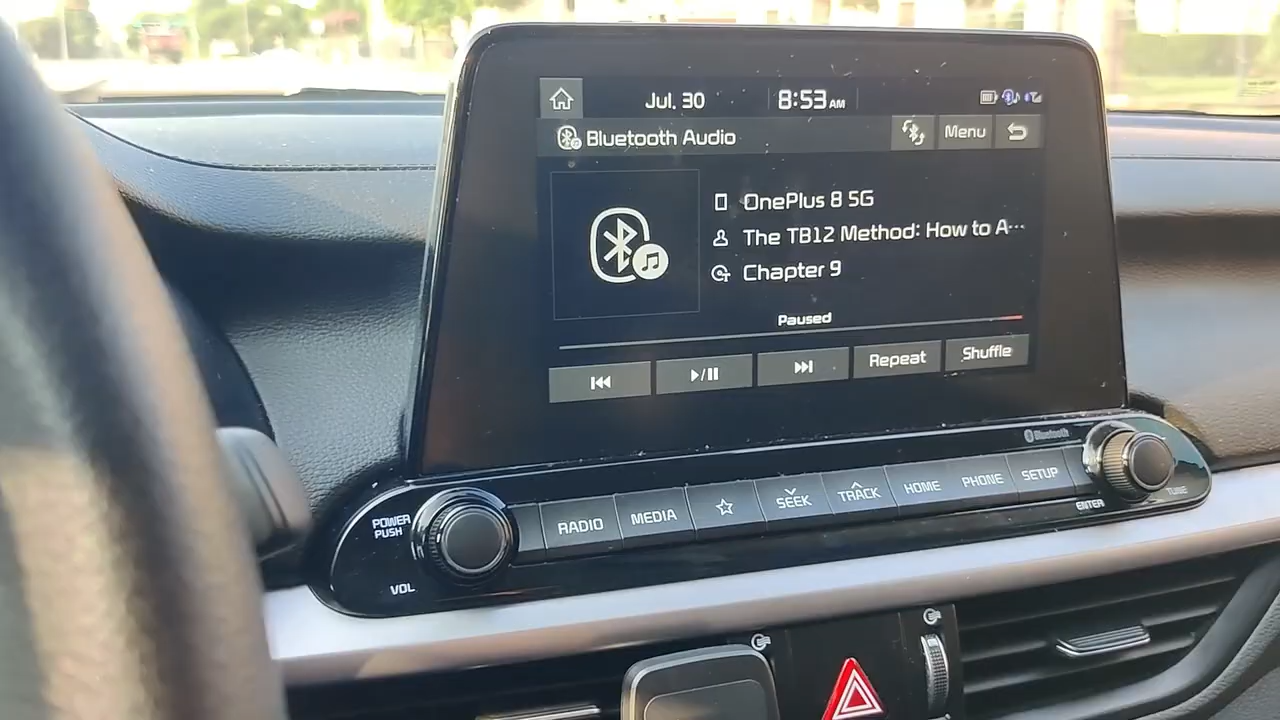 Jul. 30 8:53 AM
Bluetooth Audio Menu
OnePlus 8 5G
The TB12 Method: How to A…
Chapter 9
Paused
Repeat Shuffle
Bluetooth
POWER PUSH
RADIO MEDIA SEEK TRACK HOME PHONE SETUP
ENTER TUNE
VOL